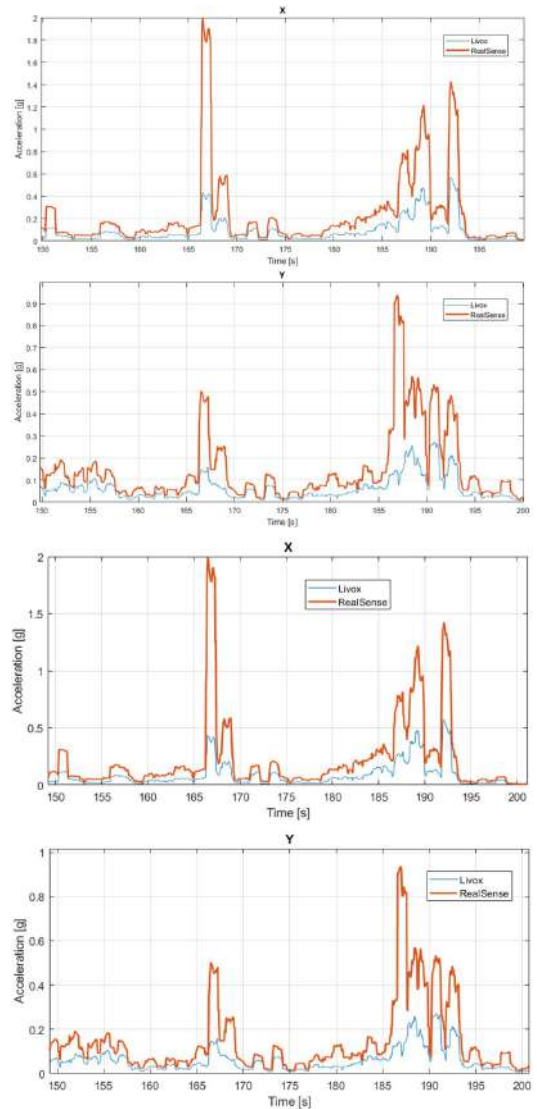 X
Acceleration [g]
2
1.8
1.6
1.4
1.2
1
0.8
0.6
0.4
0.2
0
Livox
RealSense
150 155 160 165 170 175 180 185 190 195
Time [s]
Y
Acceleration [g]
0.9
0.8
0.7
0.6
0.5
0.4
0.3
0.2
0.1
0
Livox
RealSense
150 155 160 165 170 175 180 185 190 195 200
Time [s]
X
Acceleration [g]
2
1.5
1
0.5
0
Livox
RealSense
150 155 160 165 170 175 180 185 190 195 200
Time [s]
Y
Acceleration [g]
1
0.8
0.6
0.4
0.2
0
Livox
RealSense
150 155 160 165 170 175 180 185 190 195 200
Time [s]